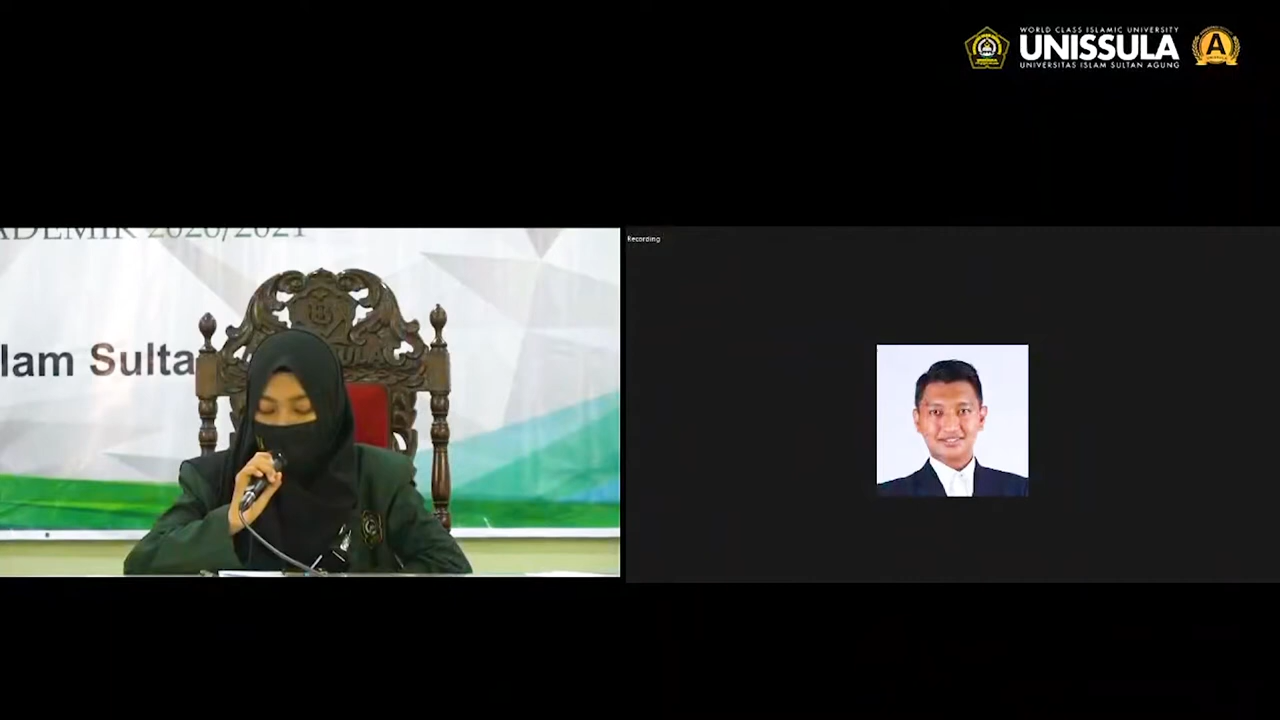 WORLD CLASS ISLAMIC UNIVERSITY
UNISSULA
UNIVERSITAS ISLAM SULTAN AGUNG
A
ADEMIK 2020/2021
Recording
lam Sulta